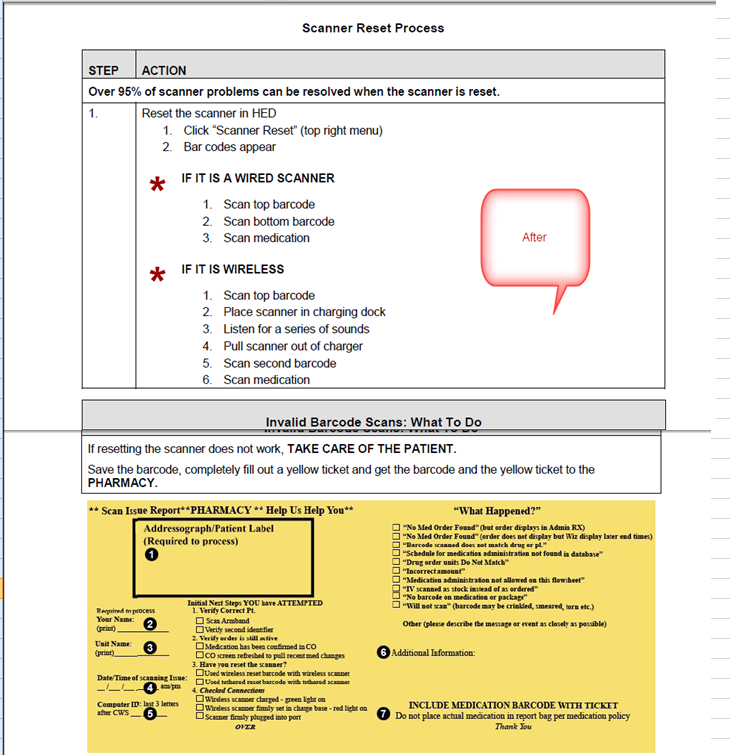 Scanner Reset Process
STEP ACTION
Over 95% of scanner problems can be resolved when the scanner is reset.
1. Reset the scanner in HED
1. Click “Scanner Reset” (top right menu)
2. Bar codes appear
* IF IT IS A WIRED SCANNER
1. Scan top barcode
2. Scan bottom barcode
3. Scan medication
After
* IF IT IS WIRELESS
1. Scan top barcode
2. Place scanner in charging dock
3. Listen for a series of sounds
4. Pull scanner out of charger
5. Scan second barcode
6. Scan medication
Invalid Barcode Scans: What To Do
If resetting the scanner does not work, TAKE CARE OF THE PATIENT.
Save the barcode, completely fill out a yellow ticket and get the barcode and the yellow ticket to the
PHARMACY.
** Scan Issue Report**PHARMACY ** Help Us Help You**
Addressograph/Patient Label
(Required to process)
1
Initial Next Steps YOU have ATTEMPTED
Required to process
Your Name:
(print) 2
Unit Name:
(print) 3
Date/Time of scanning Issue:
_/_/_ 4 am/pm
Computer ID: last 3 letters
after CWS 5
1. Verify Correct Pt.
Scan Armband
Verify second identifier
2. Verify order is still active
Medication has been confirmed in CO
CO screen refreshed to pull recent med changes
3. Have you reset the scanner?
Used wireless reset barcode with wireless scanner
Used tethered reset barcode with tethered scanner
4. Checked Connections
Wireless scanner charged - green light on
Wireless scanner firmly set in charge base - red light on
Scanner firmly plugged into port
OVER
“What Happened?”
“No Med Order Found” (but order displays in Admin RX)
“No Med Order Found” (order does not display but Wiz display later end times)
“Barcode scanned does not match drug or pt.”
“Schedule for medication administration not found in database”
“Drug order units Do Not Match”
“Incorrect amount”
“Medication administration not allowed on this flowsheet”
“IV scanned as stock instead of as ordered”
“No barcode on medication or package”
“Will not scan” (barcode may be crinkled, smeared, torn etc.)
Other (please describe the message or event as closely as possible)
6 Additional Information:
INCLUDE MEDICATION BARCODE WITH TICKET
7 Do not place actual medication in report bag per medication policy
Thank You